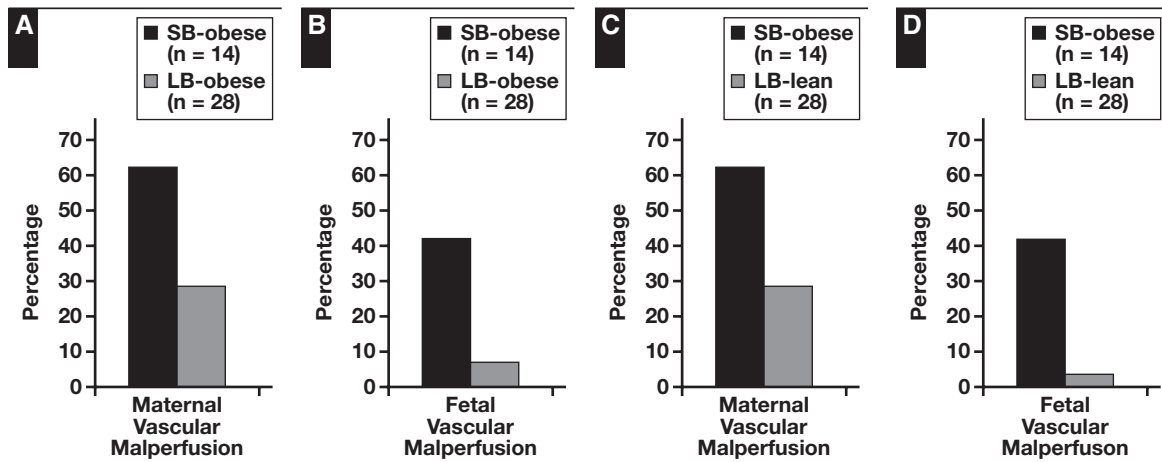 A
SB-obese
(n = 14)
LB-obese
(n = 28)
Percentage
70
60
50
40
30
20
10
0
Maternal
Vascular
Malperfusion
B
SB-obese
(n = 14)
LB-obese
(n = 28)
Percentage
70
60
50
40
30
20
10
0
Fetal
Vascular
Malperfusion
C
SB-obese
(n = 14)
LB-lean
(n = 28)
Percentage
70
60
50
40
30
20
10
0
Maternal
Vascular
Malperfusion
D
SB-obese
(n = 14)
LB-lean
(n = 28)
Percentage
70
60
50
40
30
20
10
0
Fetal
Vascular
Malperfuson